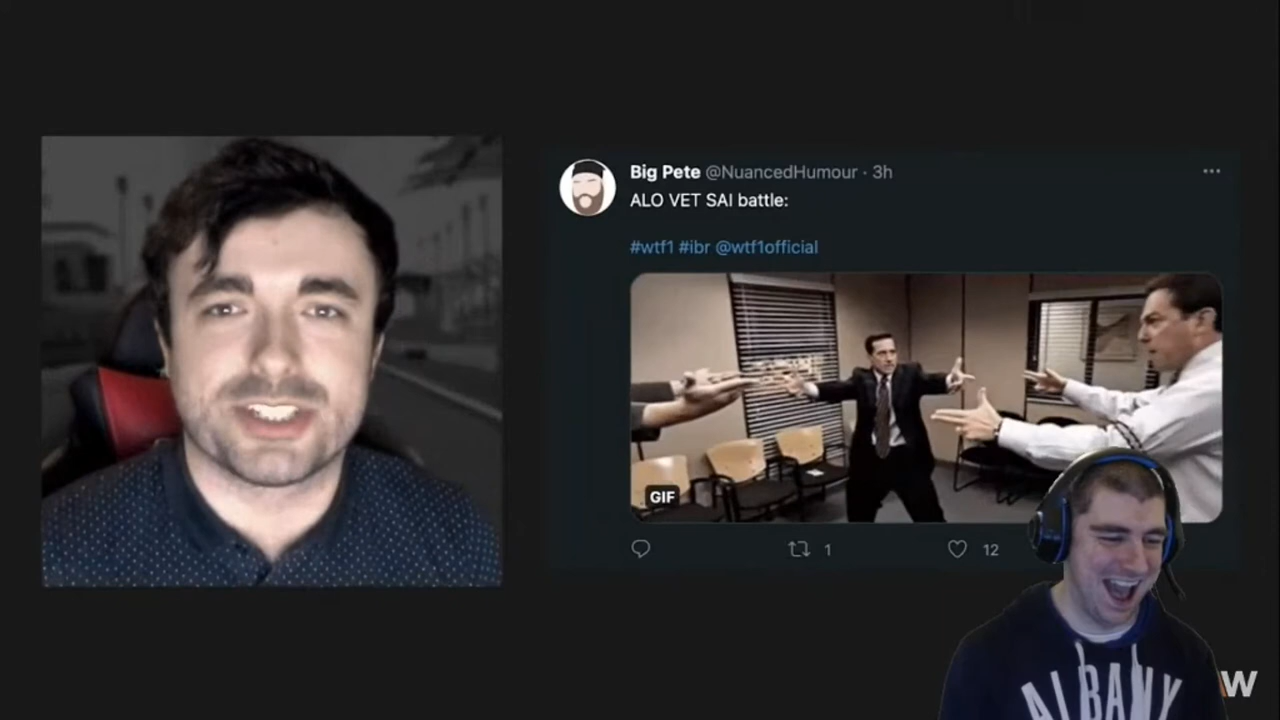 Big Pete @NuancedHumour · 3h
ALO VET SAI battle:
#wtf1 #ibr @wtf1official
GIF
1
12
ALBANY
W